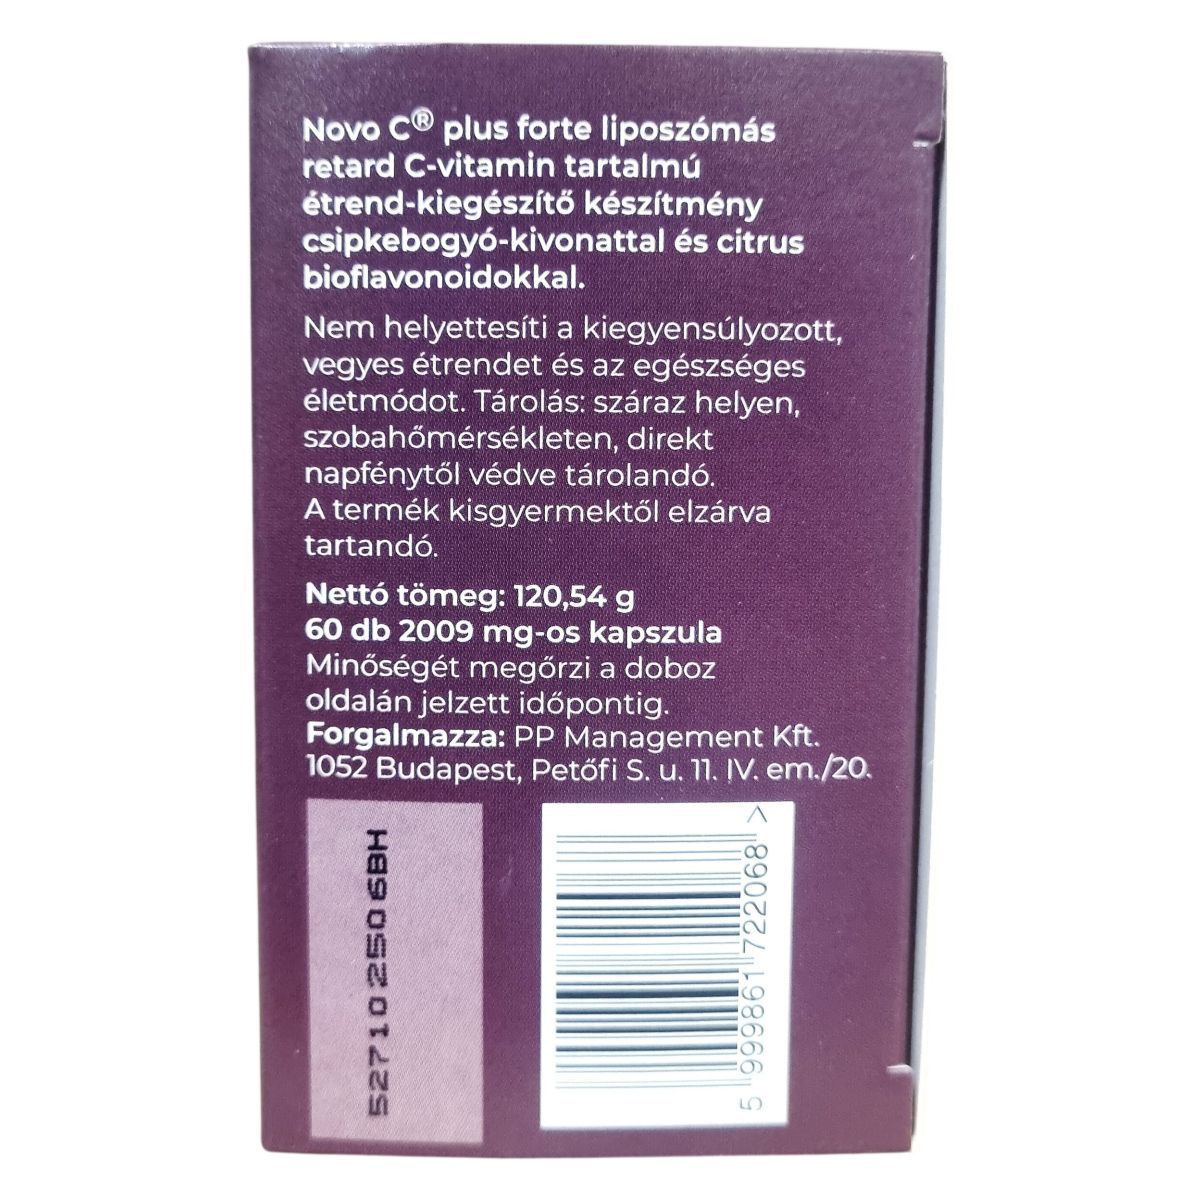 Novo C® plus forte liposzómás
retard C-vitamin tartalmú
étrend-kiegészítő készítmény
csipkebogyó-kivonattal és citrus
bioflavonoidokkal.
Nem helyettesíti a kiegyensúlyozott,
vegyes étrendet és az egészséges
életmódot. Tárolás: száraz helyen,
szobahőmérsékleten, direkt
napfénytől védve tárolandó.
A termék kisgyermektől elzárva
tartandó.
Nettó tömeg: 120,54 g
60 db 2009 mg-os kapszula
Minőségét megőrzi a doboz
oldalán jelzett időpontig.
Forgalmazza: PP Management Kft.
1052 Budapest, Petőfi S. u. 11. IV. em./20.
52710 2506BH
5 999861 722068 >